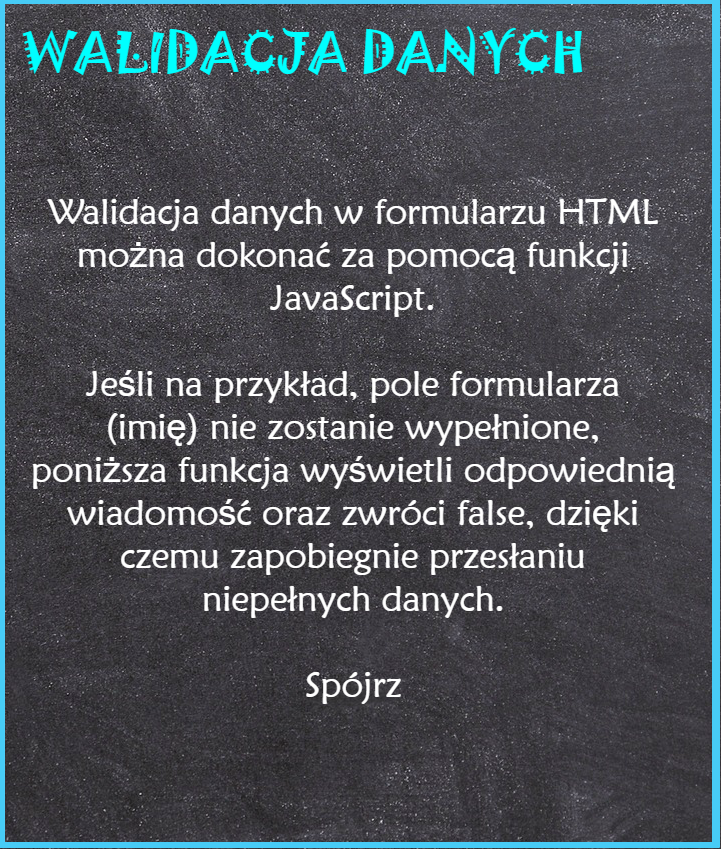 WALIDACJA DANYCH
Walidacja danych w formularzu HTML
można dokonać za pomocą funkcji
JavaScript.
Jeśli na przykład, pole formularza
(imię) nie zostanie wypełnione,
poniższa funkcja wyświetli odpowiednią
wiadomość oraz zwróci false, dzięki
czemu zapobiegnie przesłaniu
niepełnych danych.
Spójrz